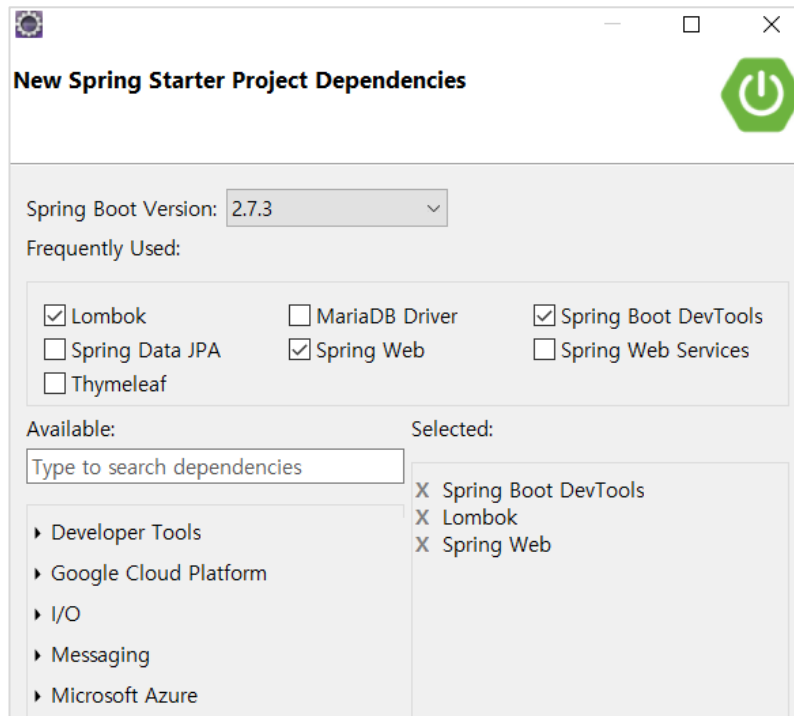 New Spring Starter Project Dependencies
Spring Boot Version: 2.7.3
Frequently Used:
Lombok MariaDB Driver Spring Boot DevTools
Spring Data JPA Spring Web Spring Web Services
Thymeleaf
Available: Selected:
Type to search dependencies
X Spring Boot DevTools
X Lombok
X Spring Web
Developer Tools
Google Cloud Platform
I/O
Messaging
Microsoft Azure